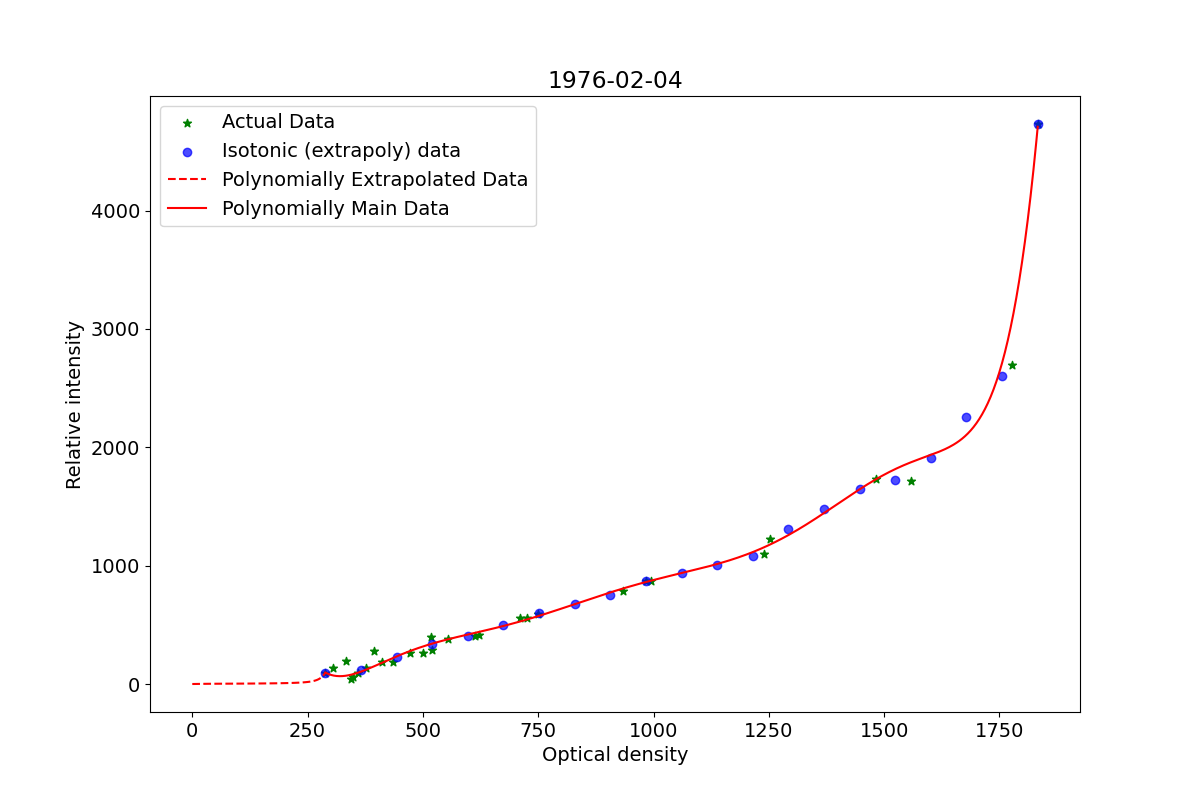 1976-02-04
Actual Data
Isotonic (extrapoly) data
Polynomially Extrapolated Data
Polynomially Main Data
Relative intensity
4000
3000
2000
1000
0
0 250 500 750 1000 1250 1500 1750
Optical density